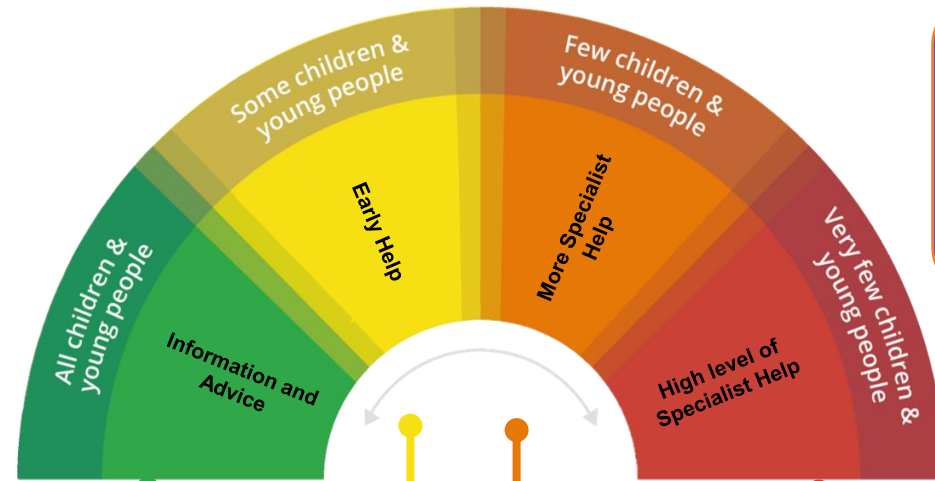 All children &
young people
Some children &
young people
Few children &
young people
Very few children &
young people
Information and
Advice
Early Help
More Specialist
Help
High level of
Specialist Help